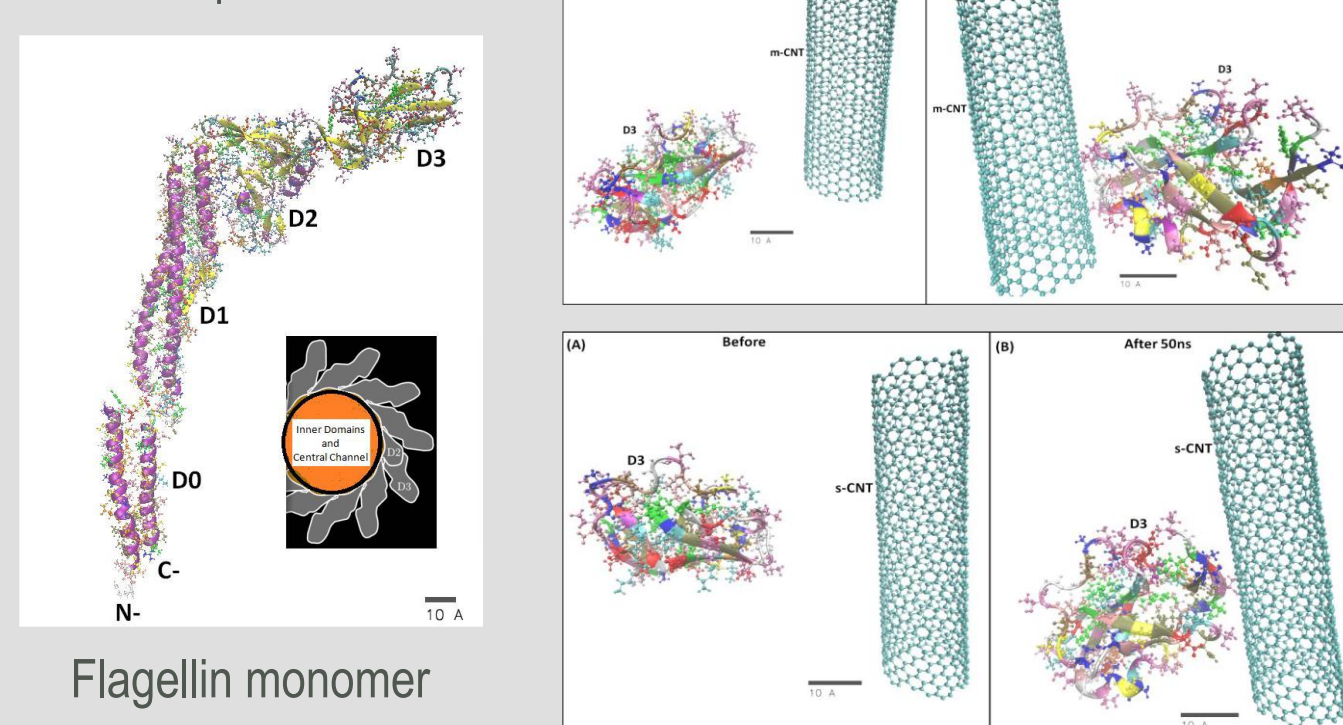 D3
D2
D1
D0
C-
N-
Inner Domains
and
Central Channel
D2
D3
10 A
Flagellin monomer
m-CNT
D3
10 A
m-CNT
D3
10 A
(A)
Before
D3
s-CNT
10 A
(B)
After 50ns
s-CNT
D3
10 A